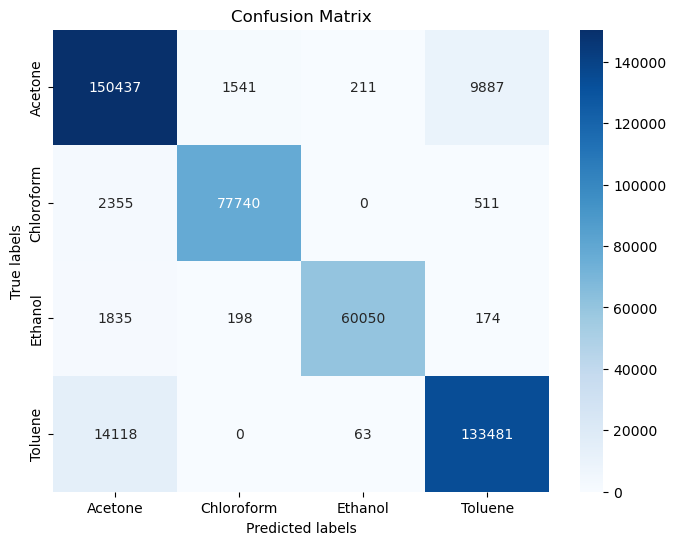 Confusion Matrix
True labels
Acetone
150437 1541 211 9887
Chloroform
2355 77740 0 511
Ethanol
1835 198 60050 174
Toluene
14118 0 63 133481
Acetone Chloroform Ethanol Toluene
Predicted labels
140000
120000
100000
80000
60000
40000
20000
0